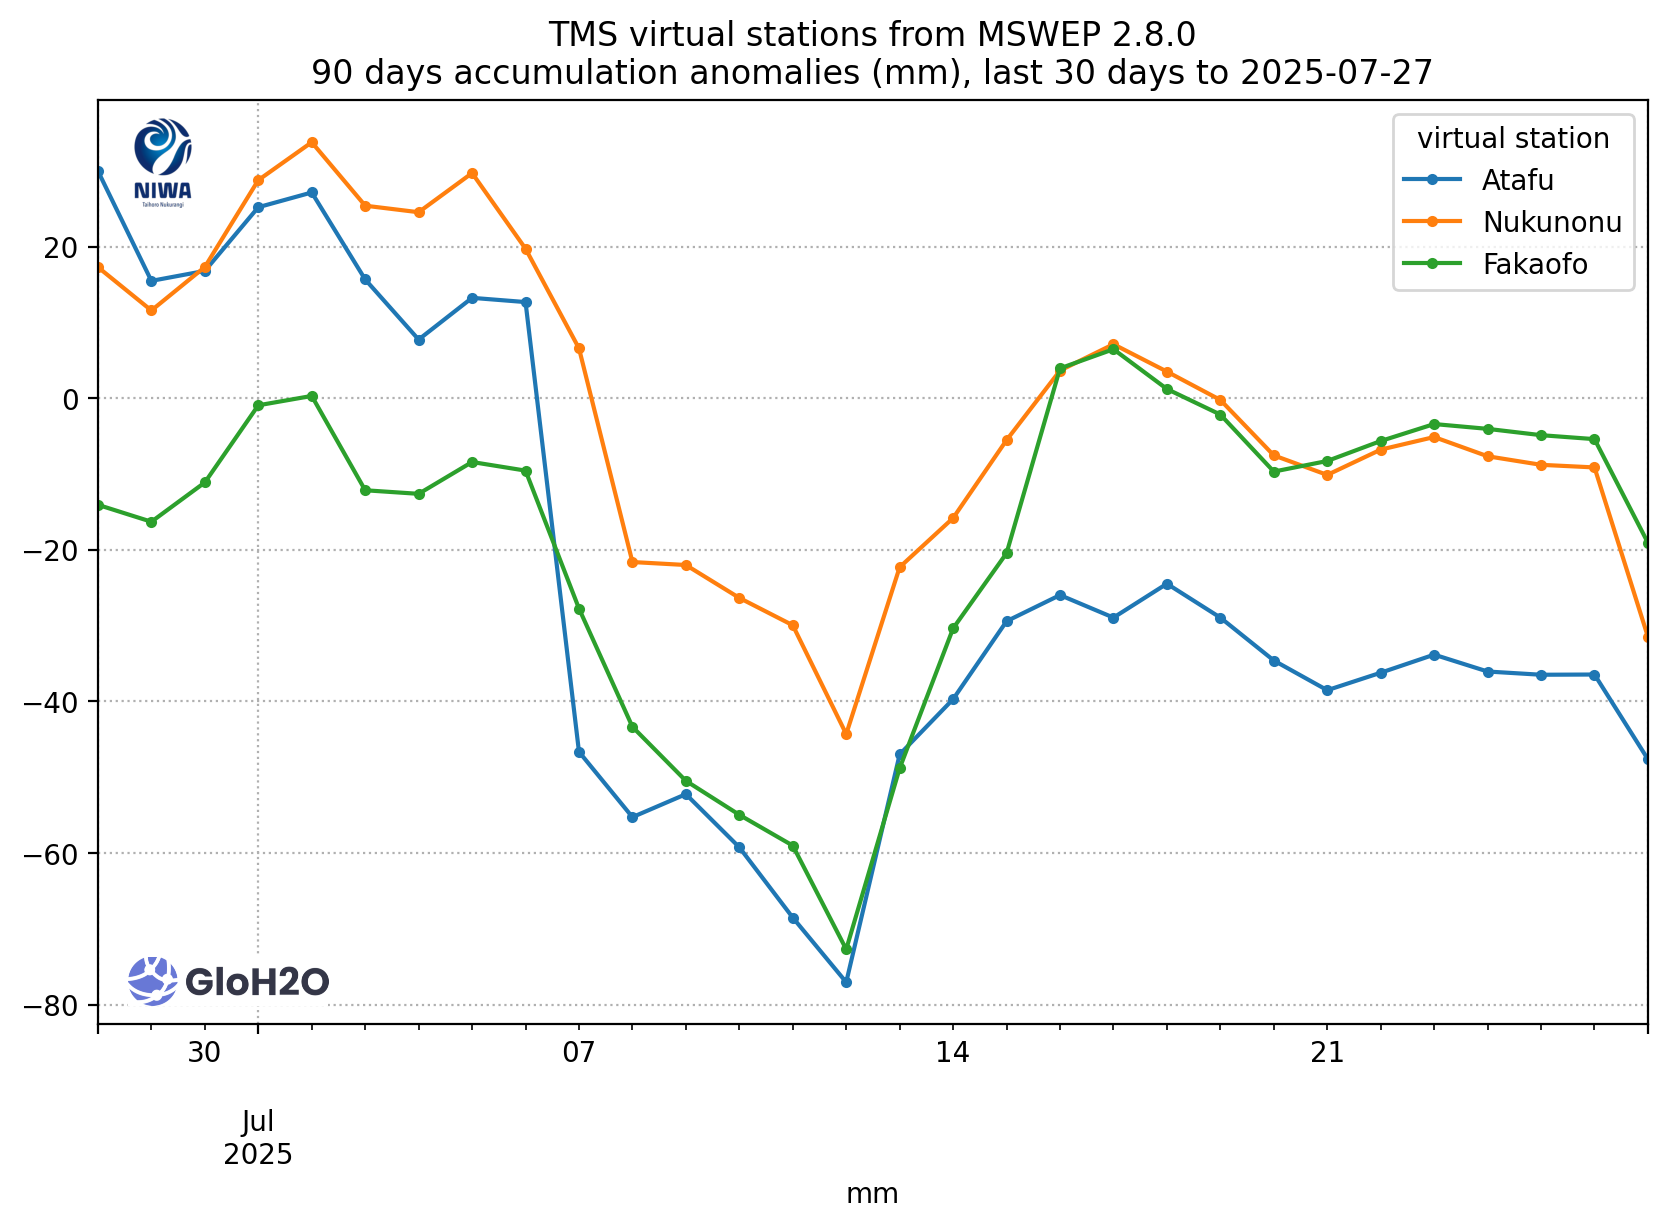 TMS virtual stations from MSWEP 2.8.0
90 days accumulation anomalies (mm), last 30 days to 2025-07-27
NIWA
Taihoro Nukurangi
virtual station
Atafu
Nukunonu
Fakaofo
20
0
−20
−40
−60
−80
GloH2O
30
07
14
21
Jul
2025
mm